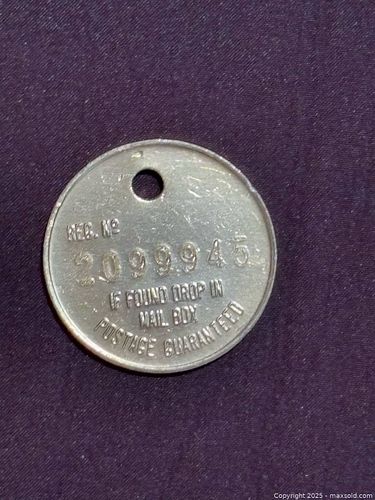 REG. Nº
2099945
IF FOUND DROP IN
MAIL BOX
POSTAGE GUARANTEED
Copyright 2025 - maxsold.com